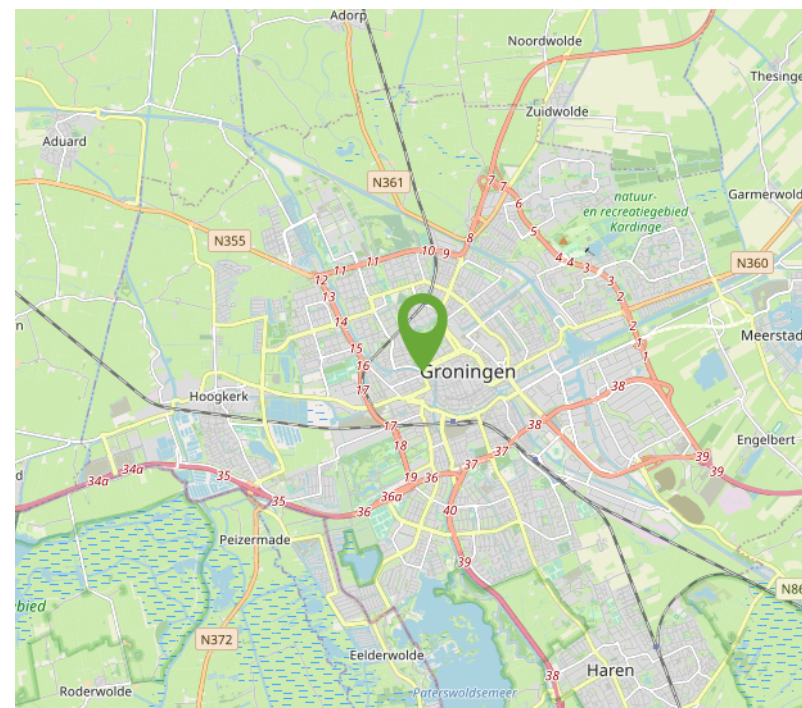 Adorp
Noordwolde
Thesinge
Zuidwolde
Aduard
N361
7
7
natuur-
en recreatiegebied
Kardinge
Garmerwold
6
N355
8
5
10
9
4
4
3
N360
11
11
12
3
13
2
14
2
Meerstad
1
15
1
16
Groningen
17
38
Hoogkerk
17
38
Engelbert
18
37
39
34a
34a
35
19
36
37
39
d
35
36a
36
40
Peizermade
39
N86
ebied
N372
Eelderwolde
Haren
38
Roderwolde
Paterswoldsemeer